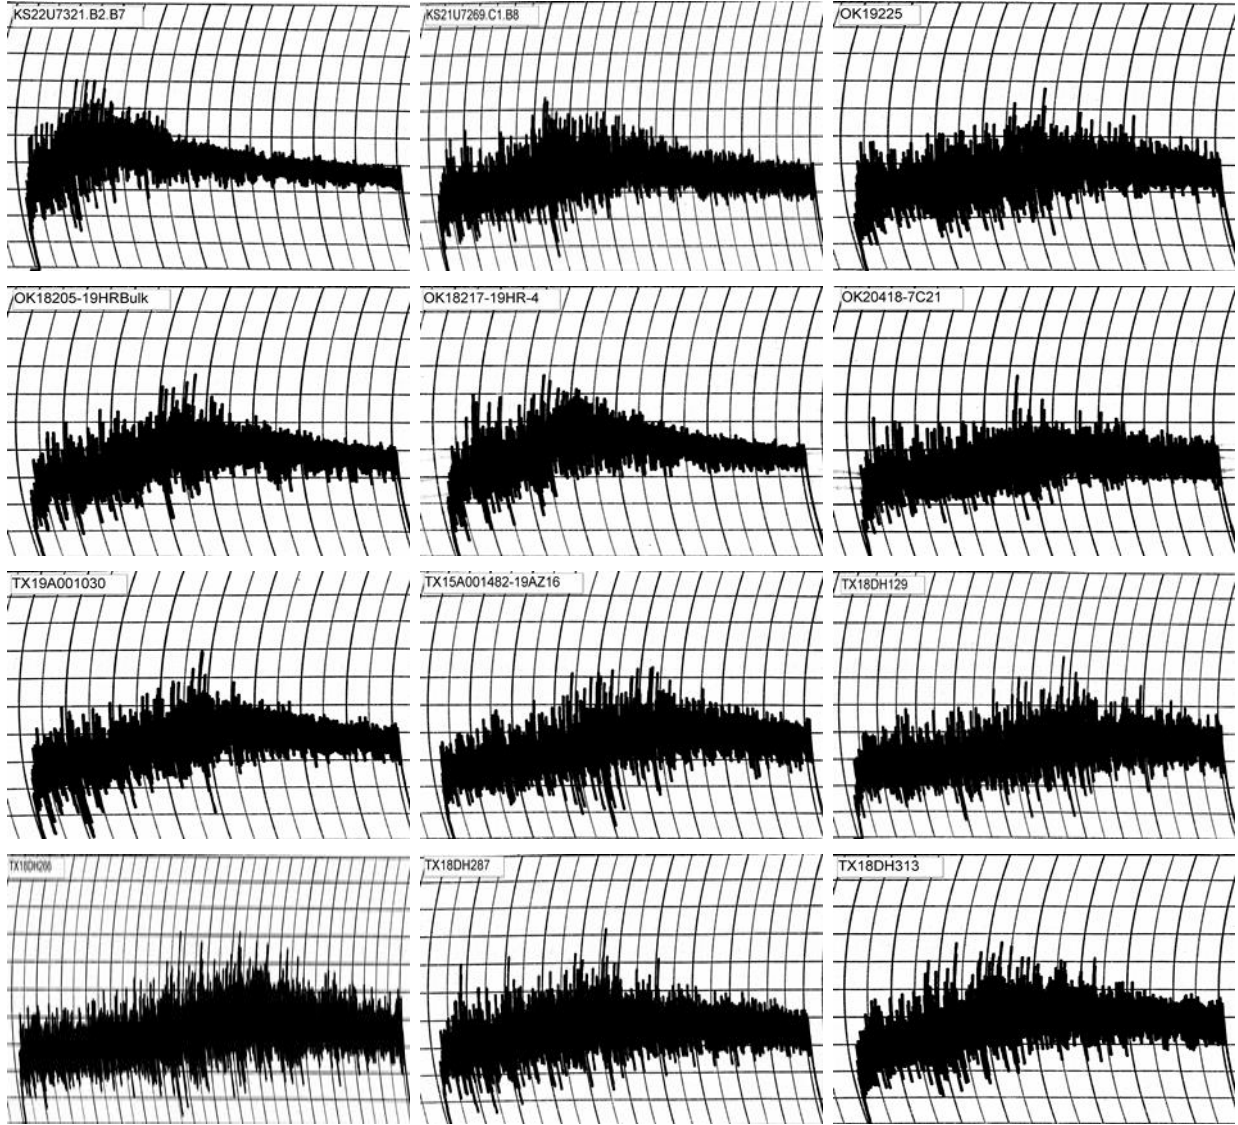 KS22U7321.B2.B7
KS21U7269.C1.B8
OK19225
OK18205-19HRBulk
OK18217-19HR-4
OK20418-7C21
TX19A001030
TX15A001482-19AZ16
TX18DH129
TX18DH266
TX18DH287
TX18DH313